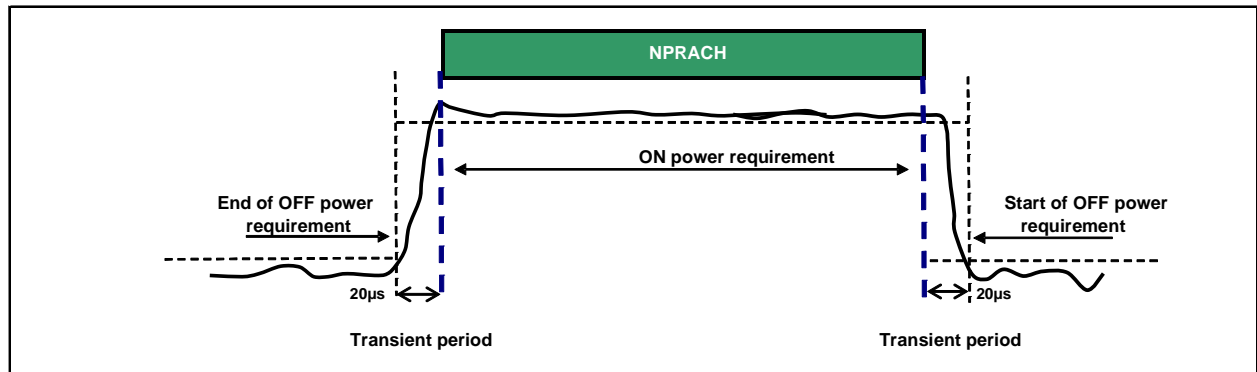 NPRACH
ON power requirement
End of OFF power
requirement
Start of OFF power
requirement
20µs
20µs
Transient period
Transient period